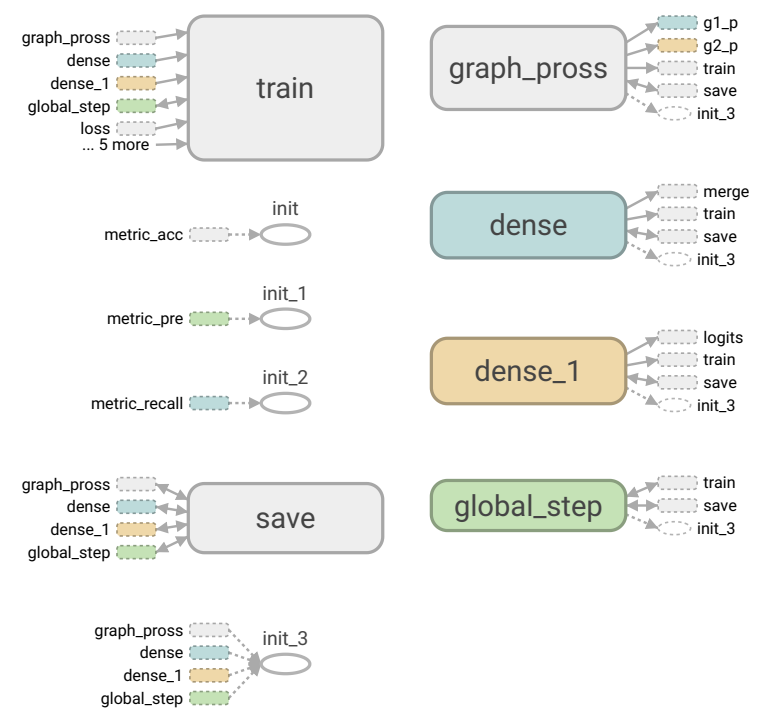 graph_pross
dense
dense_1
global_step
loss
... 5 more
train
graph_pross
g1_p
g2_p
train
save
init_3
init
metric_acc
dense
merge
train
save
init_3
init_1
metric_pre
dense_1
logits
train
save
init_3
init_2
metric_recall
graph_pross
dense
dense_1
global_step
save
global_step
train
save
init_3
graph_pross
dense
dense_1
global_step
init_3